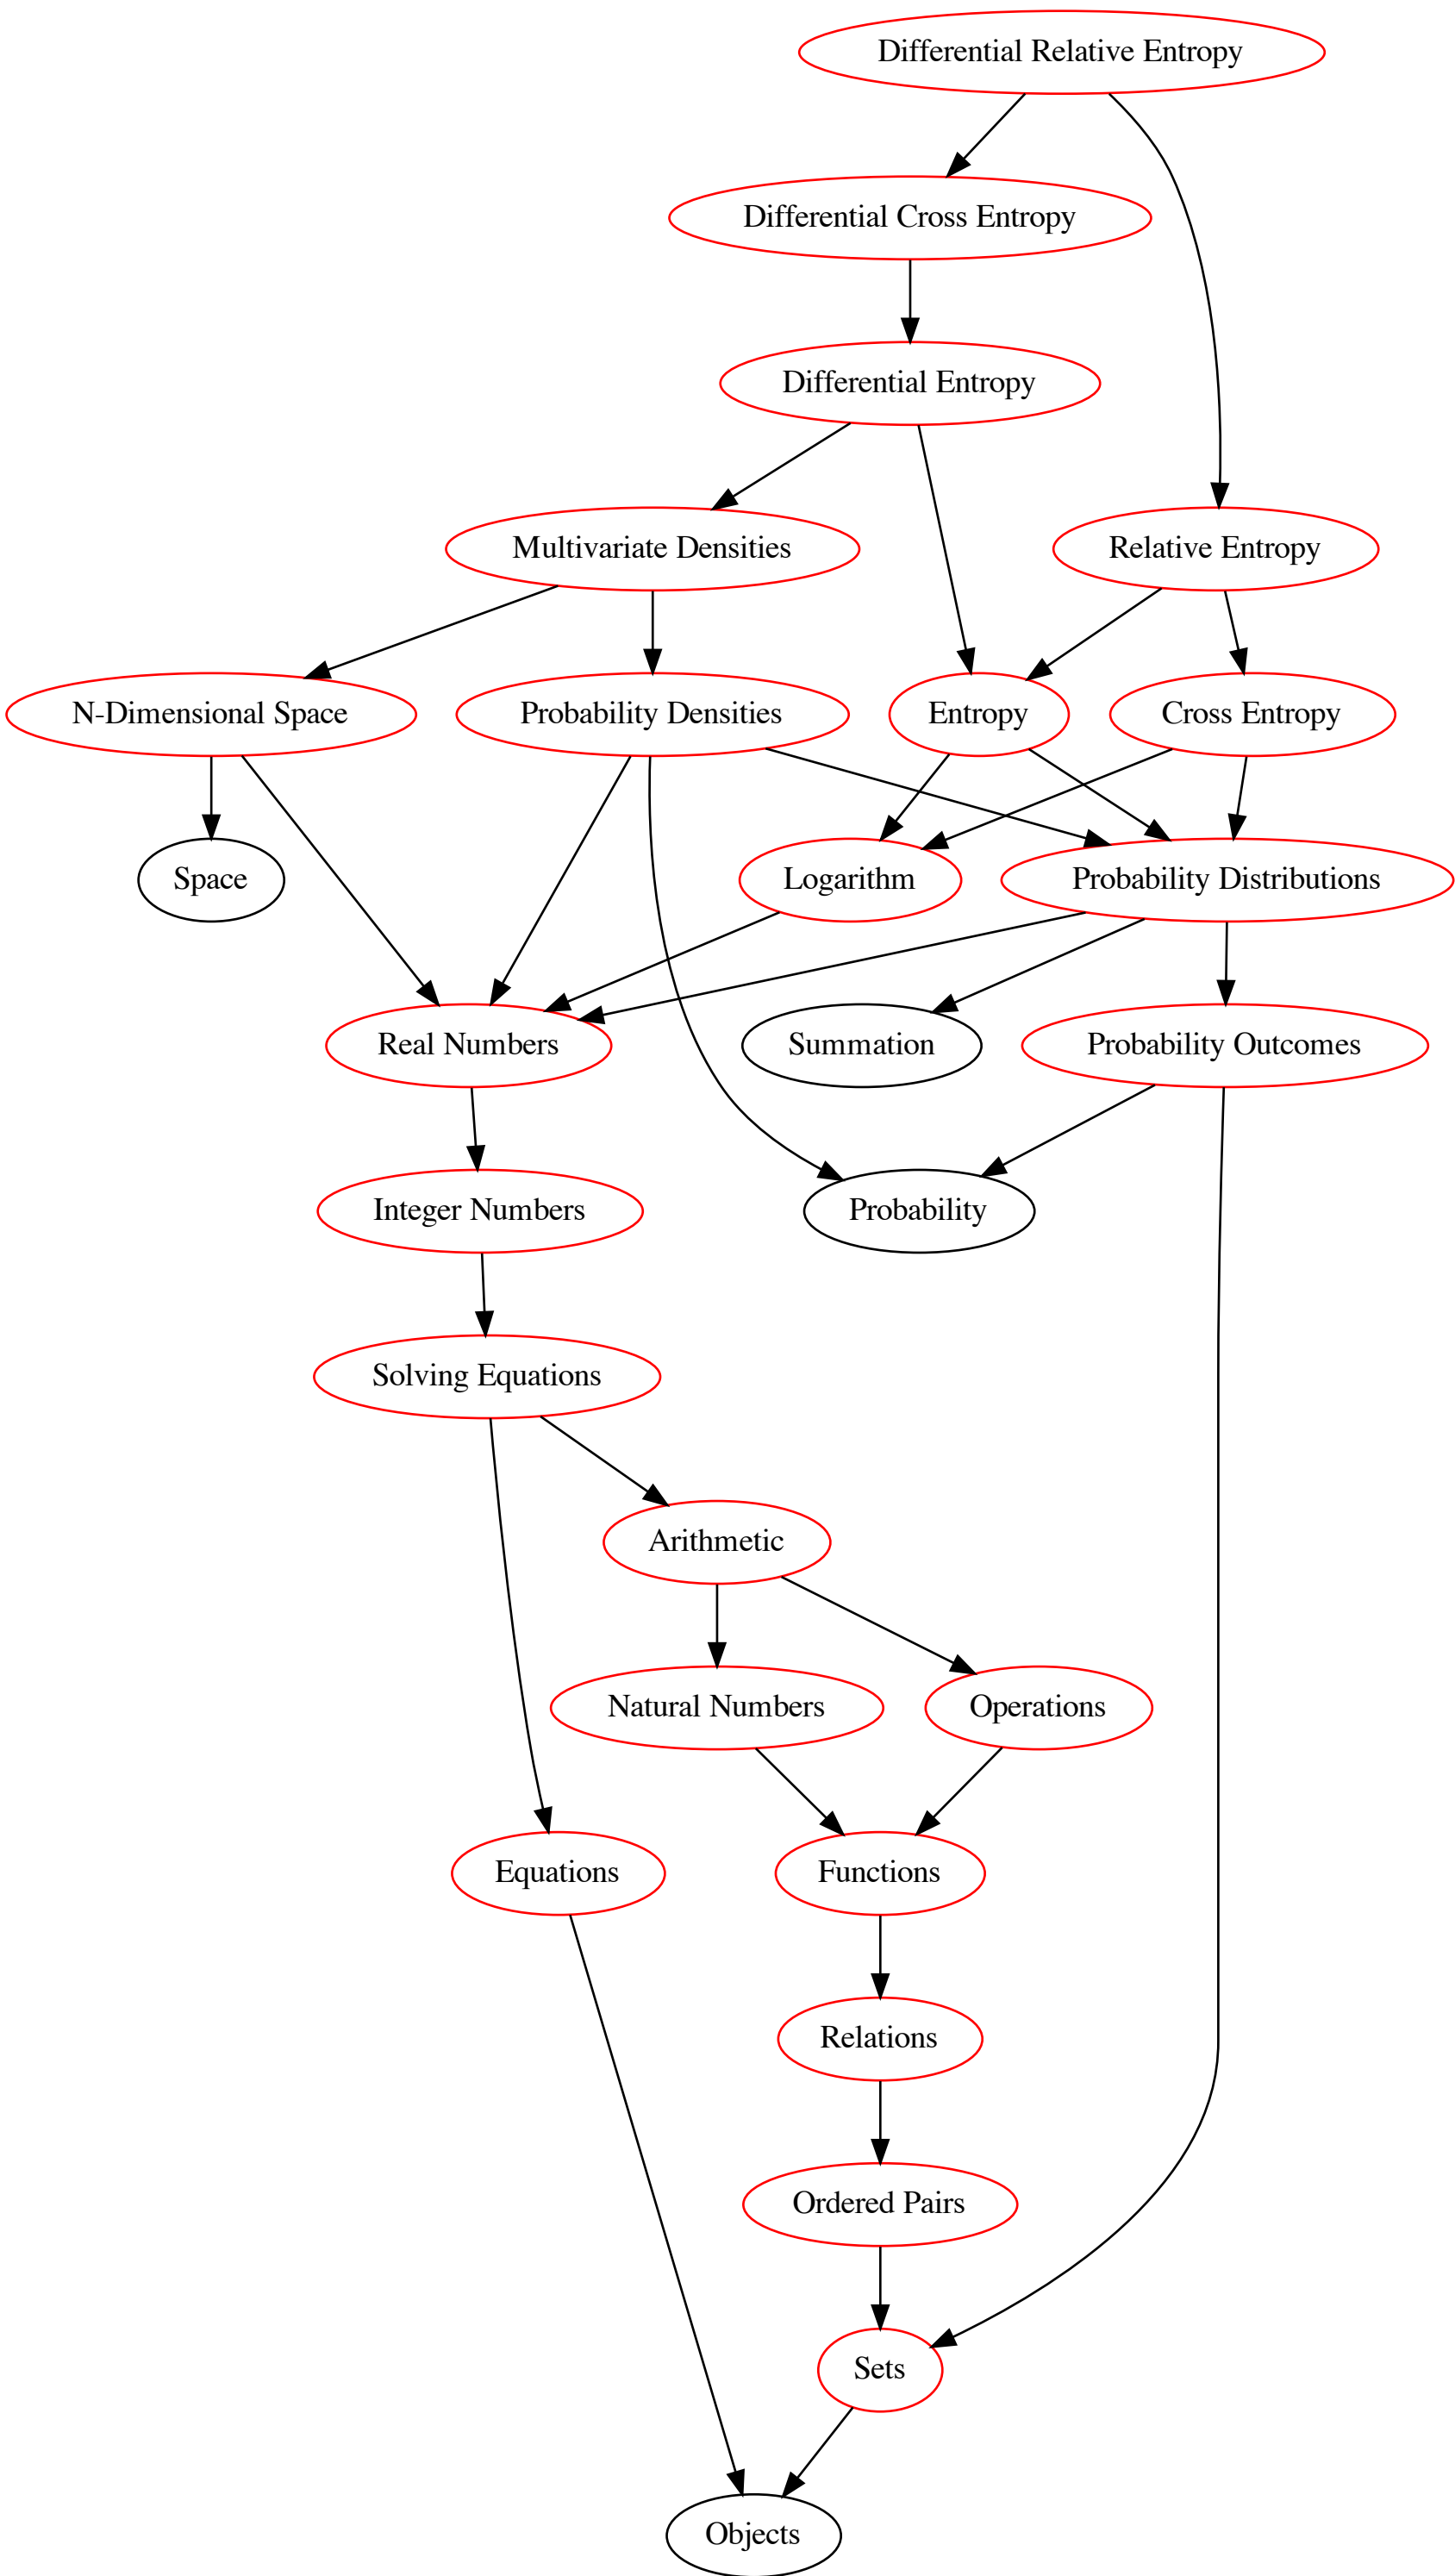 Differential Relative Entropy
Differential Cross Entropy
Differential Entropy
Multivariate Densities
Relative Entropy
N-Dimensional Space
Probability Densities
Entropy
Cross Entropy
Space
Logarithm
Probability Distributions
Real Numbers
Summation
Probability Outcomes
Integer Numbers
Probability
Solving Equations
Arithmetic
Natural Numbers
Operations
Equations
Functions
Relations
Ordered Pairs
Sets
Objects